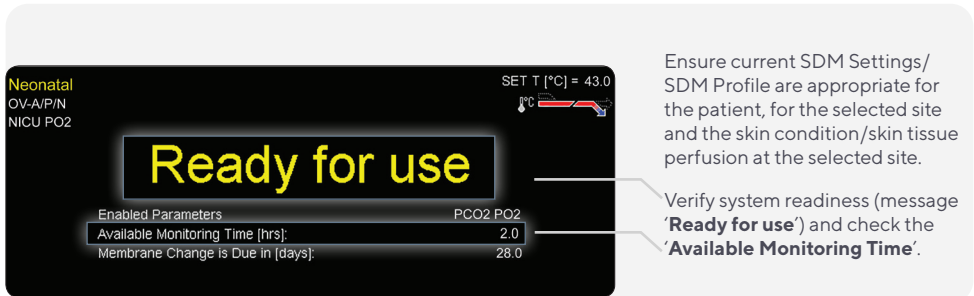 Neonatal
OV-A/P/N
NICU PO2
SET T [°C] = 43.0
°C
Ready for use
Enabled Parameters PCO2 PO2
Available Monitoring Time [hrs]: 2.0
Membrane Change is Due in [days]: 28.0
Ensure current SDM Settings/
SDM Profile are appropriate for
the patient, for the selected site
and the skin condition/skin tissue
perfusion at the selected site.
Verify system readiness (message
‘Ready for use’) and check the
‘Available Monitoring Time’.